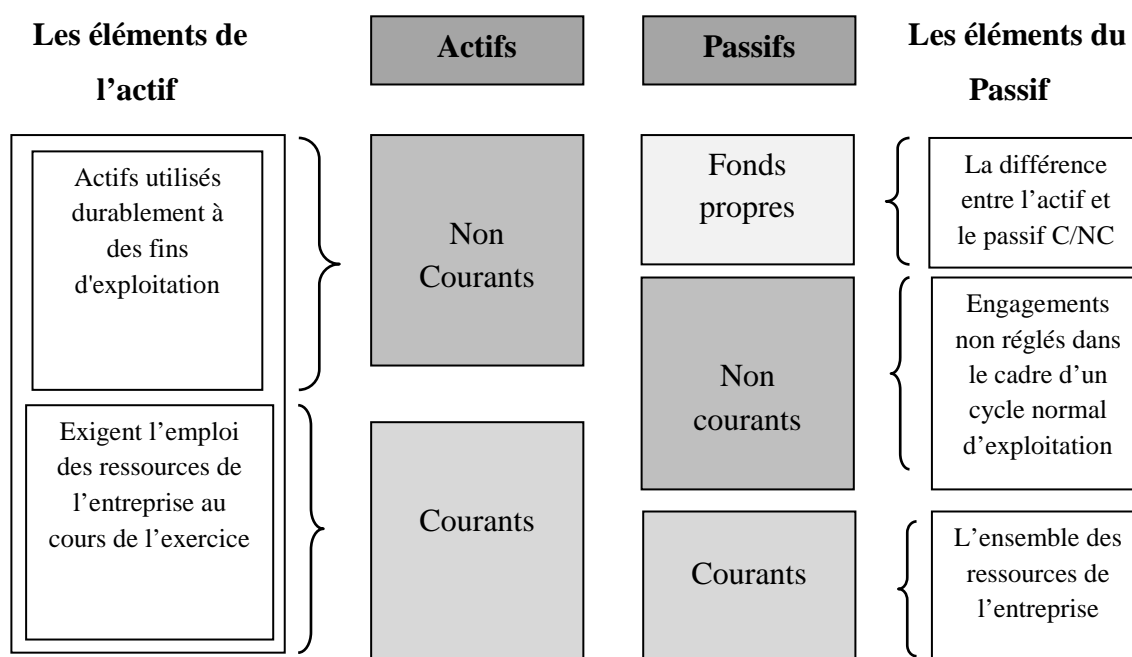 Les éléments de
l’actif
Actifs
Passifs
Les éléments du
Passif
Actifs utilisés
durablement à
des fins
d'exploitation
Exigent l’emploi
des ressources de
l’entreprise au
cours de l’exercice
Non
Courants
Courants
Fonds
propres
Non
courants
Courants
La différence
entre l’actif et
le passif C/NC
Engagements
non réglés dans
le cadre d’un
cycle normal
d’exploitation
L’ensemble des
ressources de
l’entreprise